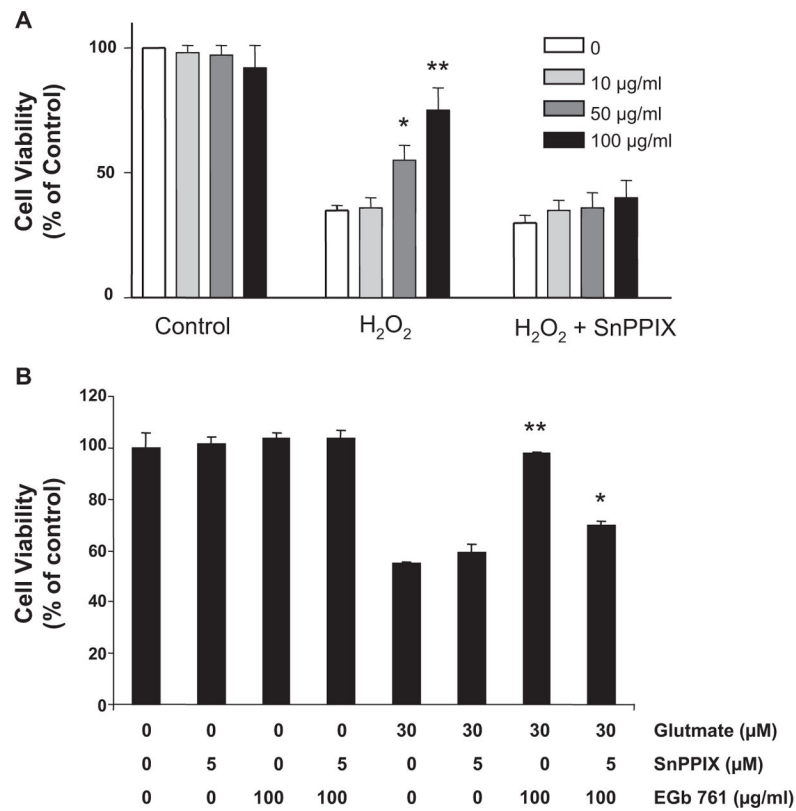 A
Cell Viability
(% of Control)
100
50
0
0
10 µg/ml
50 µg/ml
100 µg/ml
*
**
Control
H₂O₂
H₂O₂ + SnPPIX
B
Cell Viability
(% of control)
120
100
80
60
40
20
0
**
*
0 0 0 0 30 30 30 30 Glutmate (µM)
0 5 0 5 0 5 0 5 SnPPIX (µM)
0 0 100 100 0 0 100 100 EGb 761 (µg/ml)